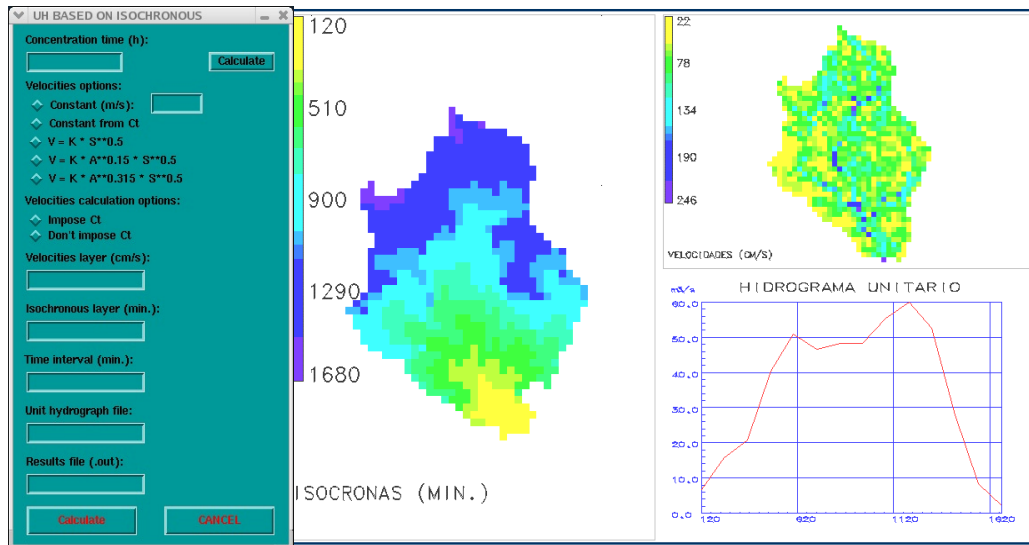 UH BASED ON ISOCHRONOUS
Concentration time (h):
Calculate
Velocities options:
Constant (m/s):
Constant from Ct
V = K * S**0.5
V = K * A**0.15 * S**0.5
V = K * A**0.315 * S**0.5
Velocities calculation options:
Impose Ct
Don't impose Ct
Velocities layer (cm/s):
Isochronous layer (min.):
Time interval (min.):
Unit hydrograph file:
Results file (.out):
Calculate
CANCEL
120
510
900
1290
1680
ISOCRONAS (MIN.)
22
78
134
190
246
VELOCIDADES (CM/S)
HIDROGRAMA UNITARIO
m3/s
60.0
50.0
40.0
30.0
20.0
10.0
0.0
120
620
1120
1620